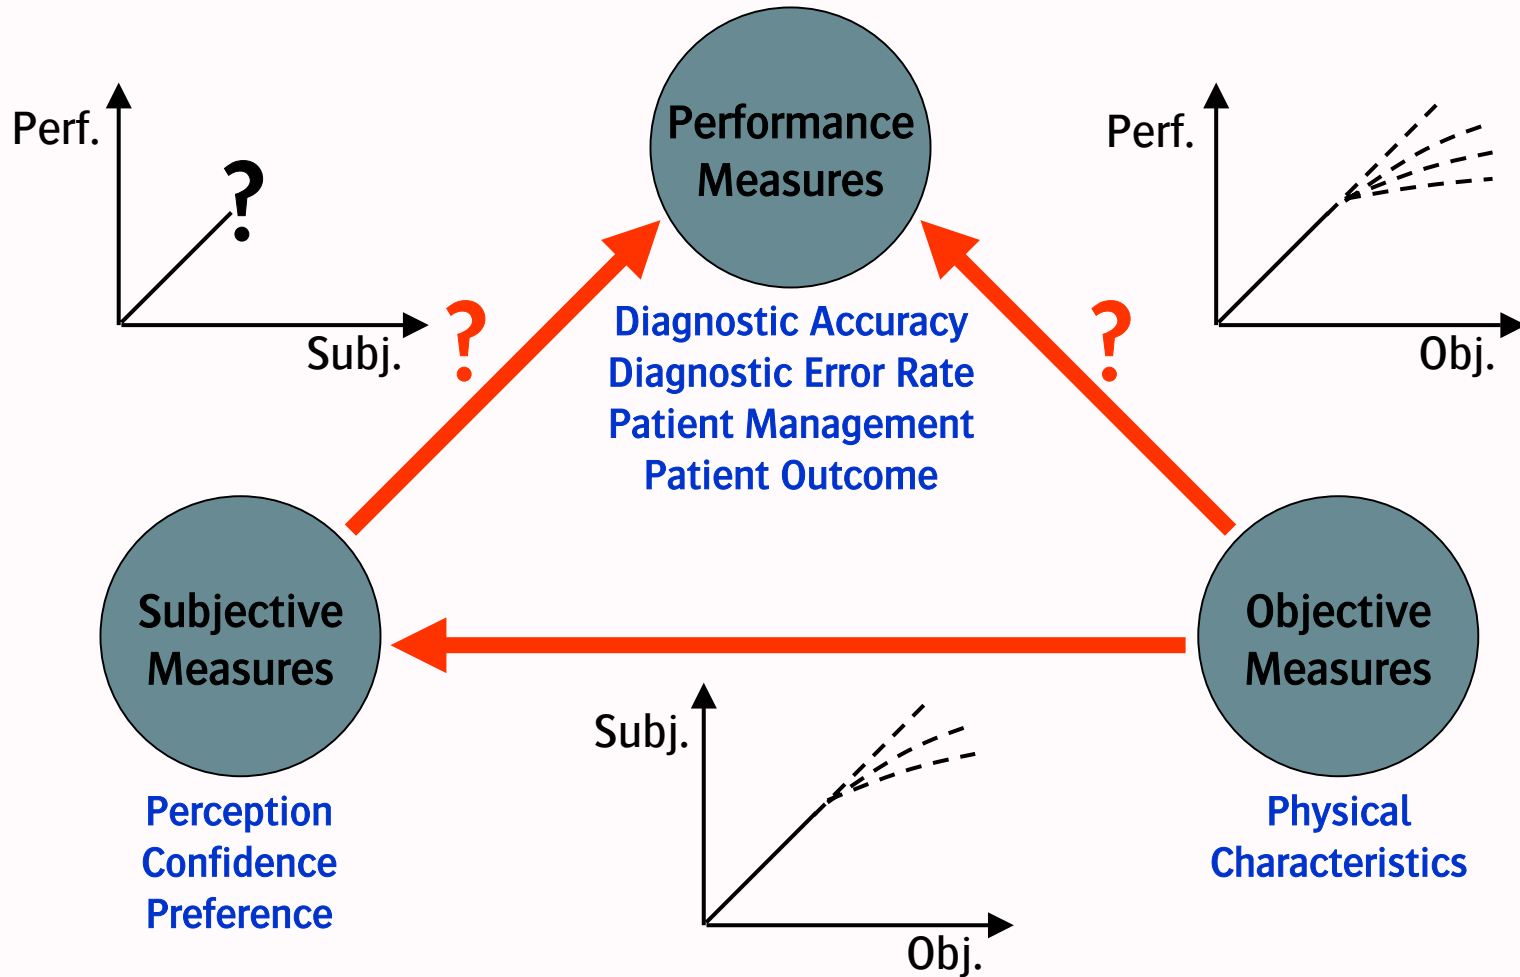 Performance
Measures
Perf.
?
Subj.
Perf.
Obj.
?
?
Diagnostic Accuracy
Diagnostic Error Rate
Patient Management
Patient Outcome
Subjective
Measures
Objective
Measures
Subj.
Obj.
Perception
Confidence
Preference
Physical
Characteristics